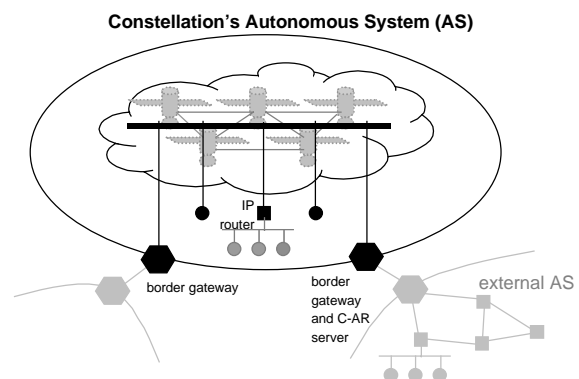 Constellation's Autonomous System (AS)
IP
router
border gateway
border
gateway
and C-AR
server
external AS